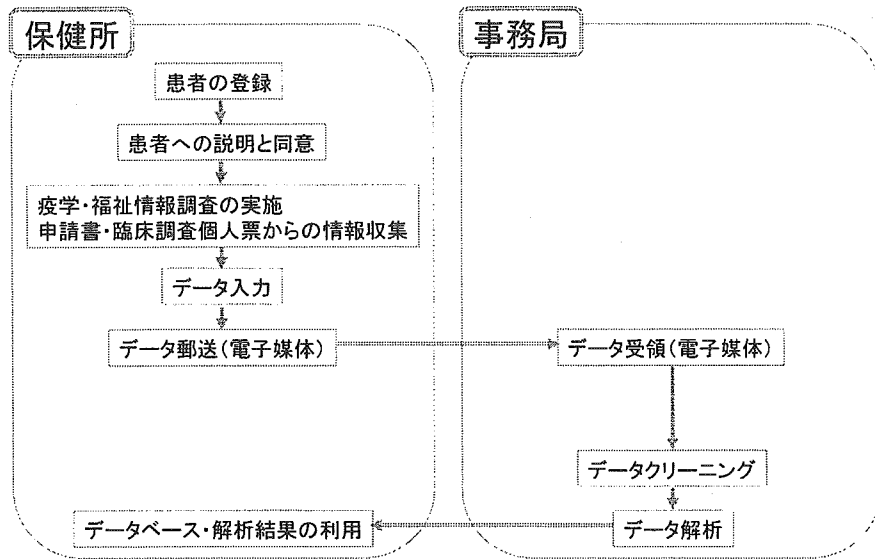 保健所
患者の登録
患者への説明と同意
疫学・福祉情報調査の実施
申請書・臨床調査個人票からの情報収集
データ入力
データ郵送(電子媒体)
データベース・解析結果の利用
事務局
データ受領(電子媒体)
データクリーニング
データ解析